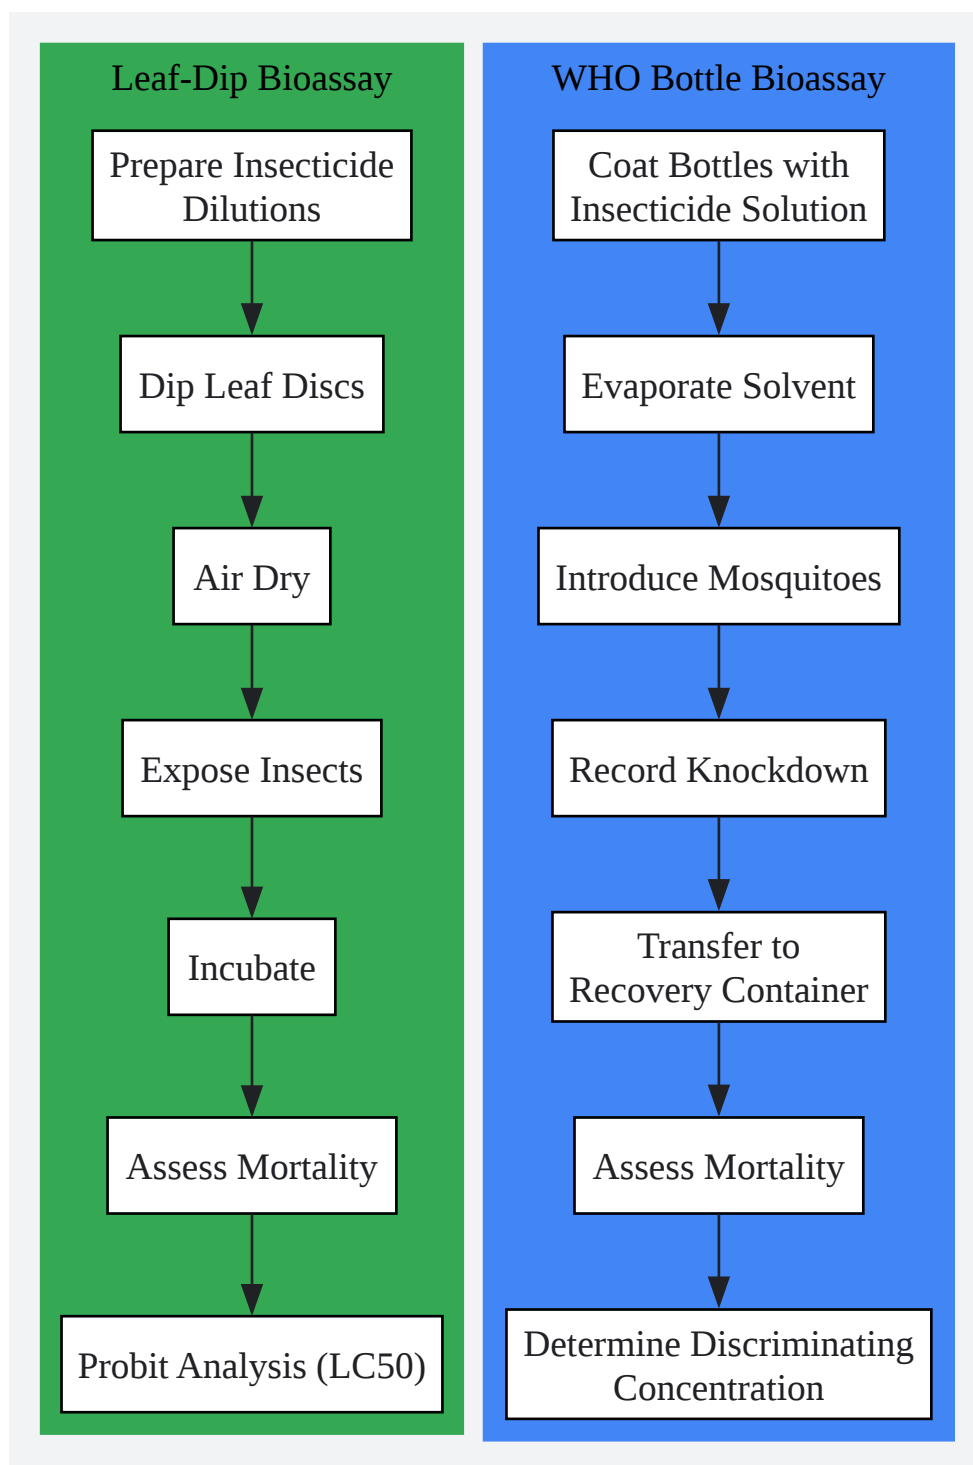 Leaf-Dip Bioassay
Prepare Insecticide
Dilutions
Dip Leaf Discs
Air Dry
Expose Insects
Incubate
Assess Mortality
Probit Analysis (LC50)
WHO Bottle Bioassay
Coat Bottles with
Insecticide Solution
Evaporate Solvent
Introduce Mosquitoes
Record Knockdown
Transfer to
Recovery Container
Assess Mortality
Determine Discriminating
Concentration